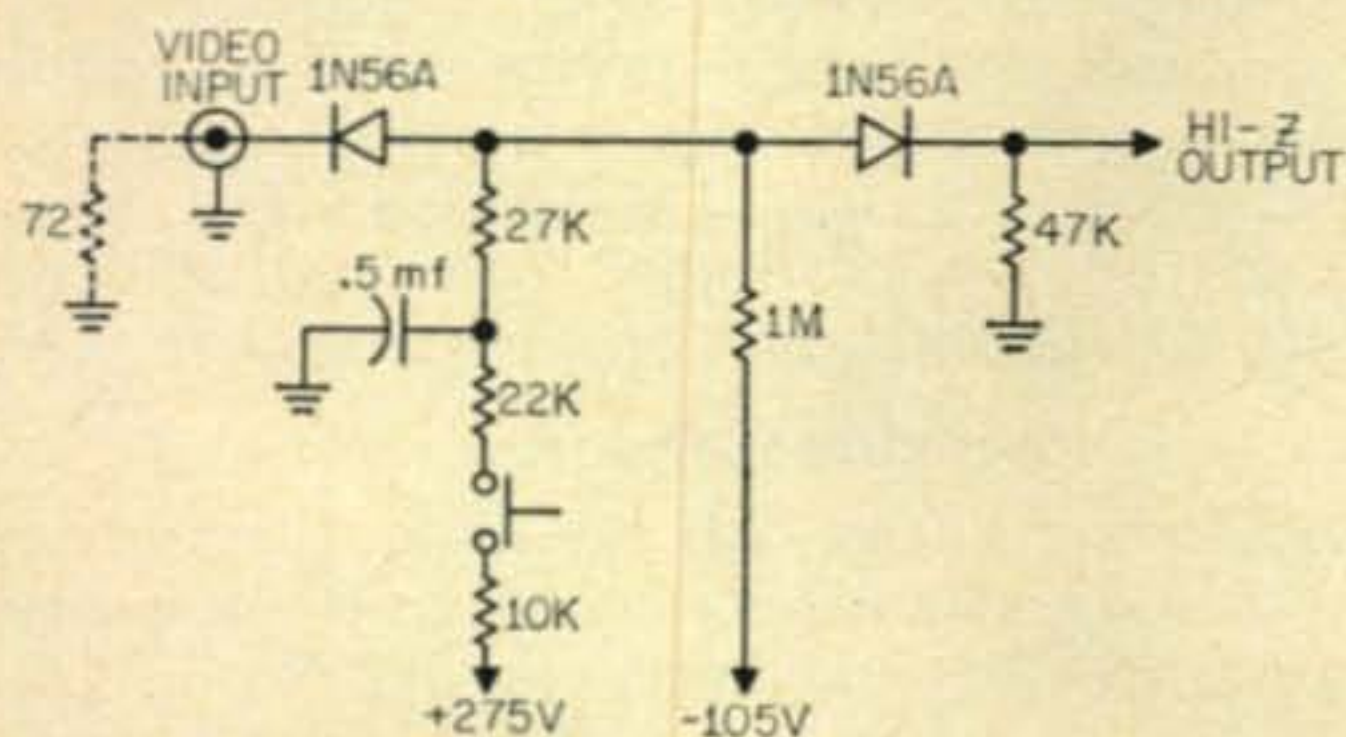 VIDEO
INPUT
1N56A
1N56A
HI-Z
OUTPUT
72
27K
47K
.5 mf
1M
22K
10K
+275V
-105V